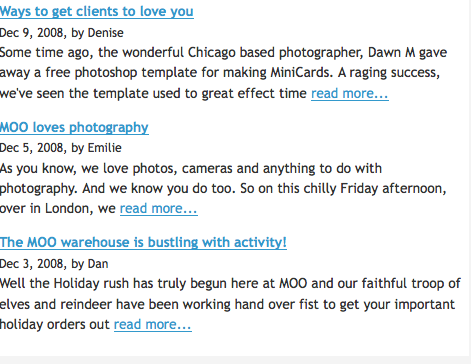 Ways to get clients to love you
Dec 9, 2008, by Denise
Some time ago, the wonderful Chicago based photographer, Dawn M gave
away a free photoshop template for making MiniCards. A raging success,
we've seen the template used to great effect time read more...
MOO loves photography
Dec 5, 2008, by Emilie
As you know, we love photos, cameras and anything to do with
photography. And we know you do too. So on this chilly Friday afternoon,
over in London, we read more...
The MOO warehouse is bustling with activity!
Dec 3, 2008, by Dan
Well the Holiday rush has truly begun here at MOO and our faithful troop of
elves and reindeer have been working hand over fist to get your important
holiday orders out read more...